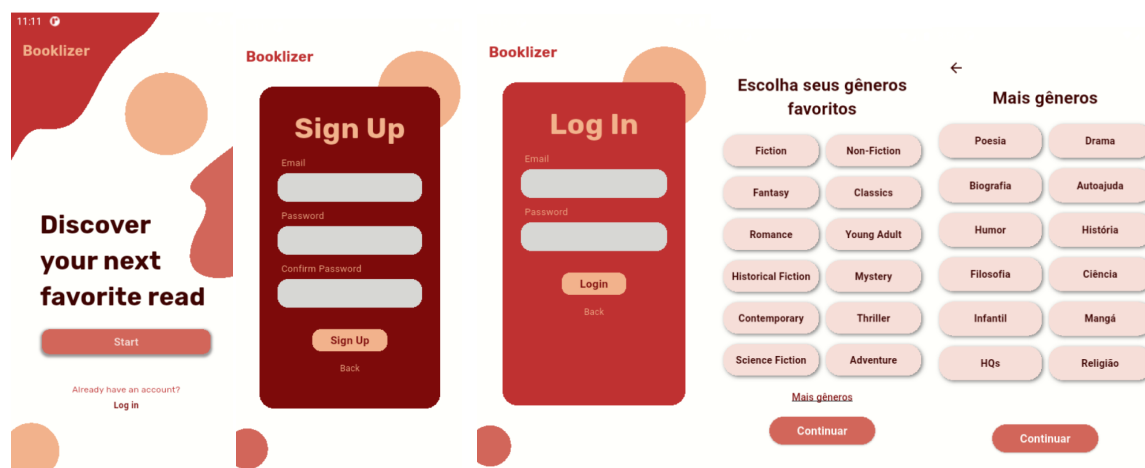 11:11
Booklizer
Discover
your next
favorite read
Start
Already have an account?
Log in
Booklizer
Sign Up
Email
Password
Confirm Password
Sign Up
Back
Booklizer
Log In
Email
Password
Login
Back
Escolha seus gêneros
favoritos
Fiction
Non-Fiction
Fantasy
Classics
Romance
Young Adult
Historical Fiction
Mystery
Contemporary
Thriller
Science Fiction
Adventure
Mais gêneros
Continuar
Mais gêneros
Poesia
Drama
Biografia
Autoajuda
Humor
História
Filosofia
Ciência
Infantil
Mangá
HQs
Religião
Continuar